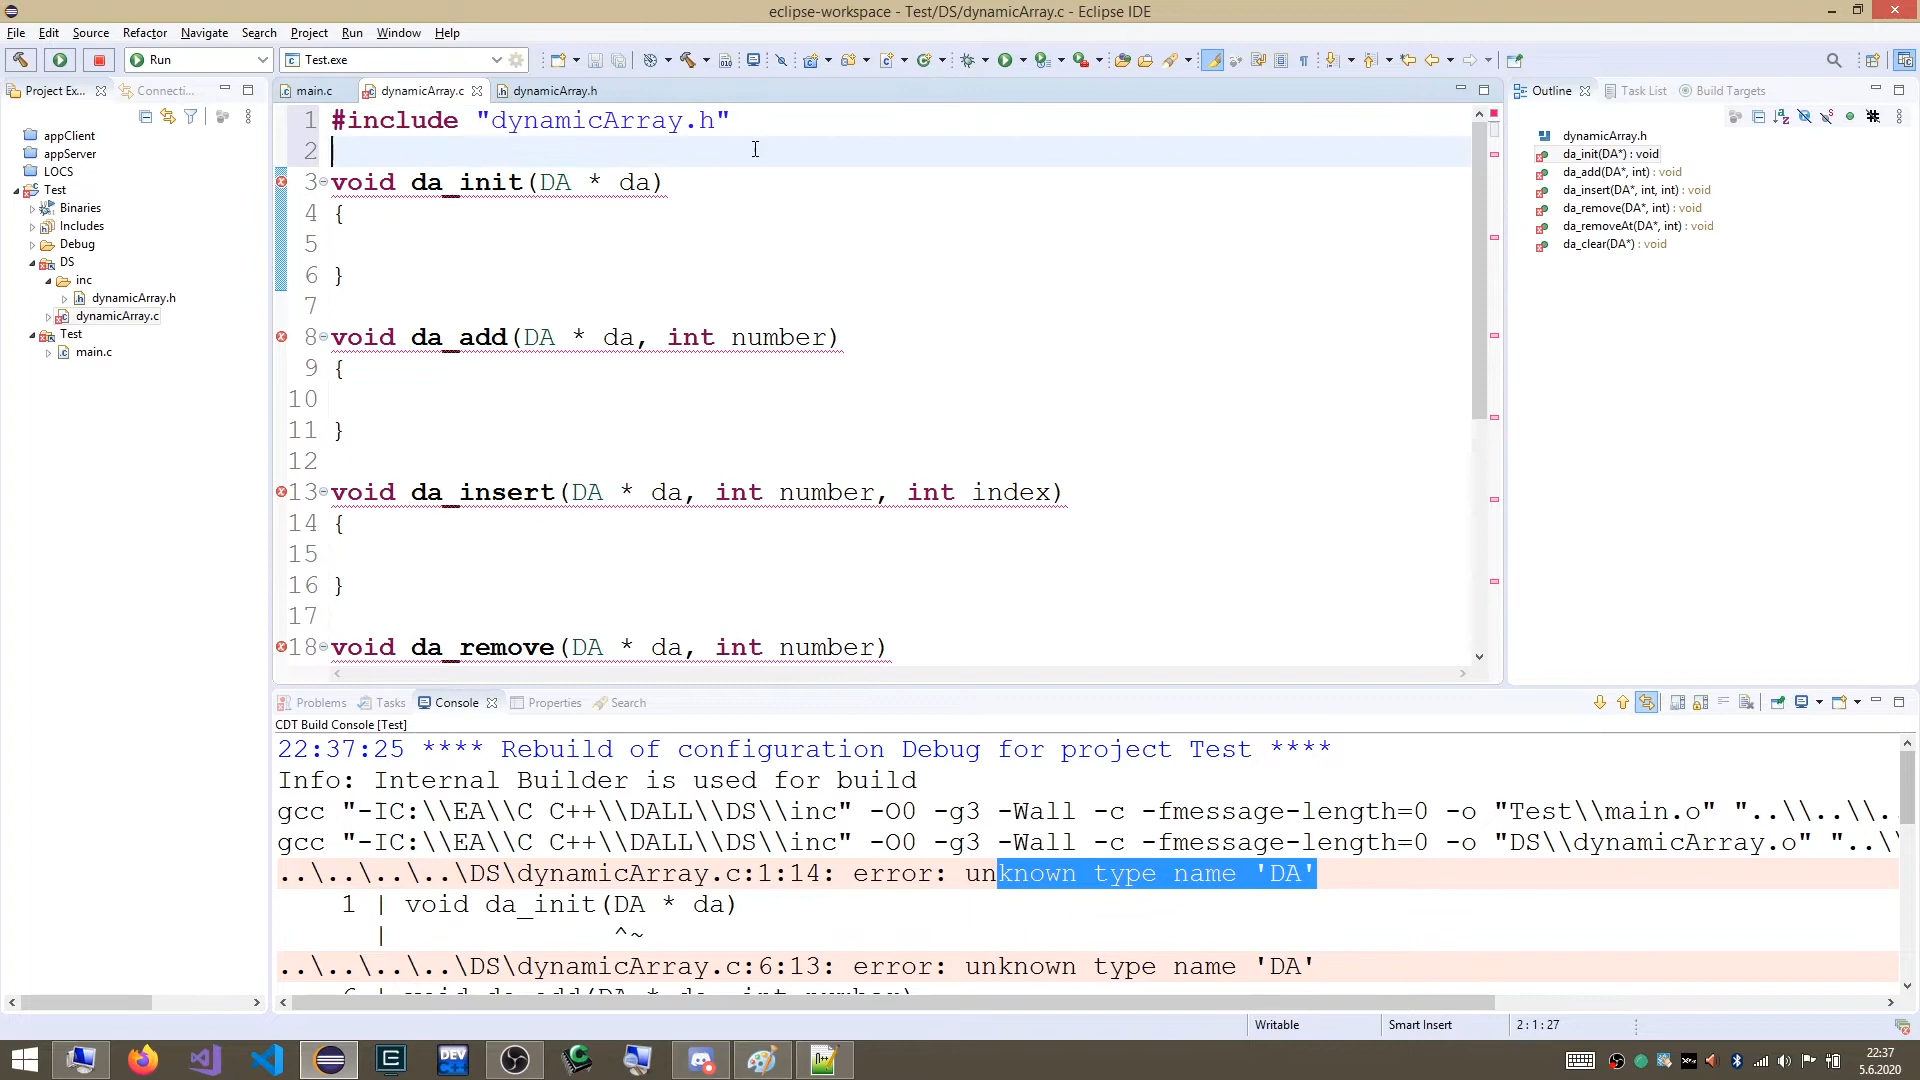 eclipse-workspace - Test/DS/dynamicArray.c - Eclipse IDE
File Edit Source Refactor Navigate Search Project Run Window Help
Run Test.exe
Project Ex... Connecti...
appClient
appServer
LOCS
Test
Binaries
Includes
Debug
DS
inc
dynamicArray.h
dynamicArray.c
Test
main.c
main.c dynamicArray.c dynamicArray.h
1 #include "dynamicArray.h"
2
3 void da_init(DA * da)
4 {
5
6 }
7
8 void da_add(DA * da, int number)
9 {
10
11 }
12
13 void da_insert(DA * da, int number, int index)
14 {
15
16 }
17
18 void da_remove(DA * da, int number)
Outline Task List Build Targets
dynamicArray.h
da_init(DA*) : void
da_add(DA*, int) : void
da_insert(DA*, int, int) : void
da_remove(DA*, int) : void
da_removeAt(DA*, int) : void
da_clear(DA*) : void
Problems Tasks Console Properties Search
CDT Build Console [Test]
22:37:25 **** Rebuild of configuration Debug for project Test ****
Info: Internal Builder is used for build
gcc "-IC:\\EA\\C C++\\DALL\\DS\\inc" -O0 -g3 -Wall -c -fmessage-length=0 -o "Test\\main.o" "..\\..\\.
gcc "-IC:\\EA\\C C++\\DALL\\DS\\inc" -O0 -g3 -Wall -c -fmessage-length=0 -o "DS\\dynamicArray.o" "..\\
..\..\..\..\DS\dynamicArray.c:1:14: error: unknown type name 'DA'
1 | void da_init(DA * da)
| ^~
..\..\..\..\DS\dynamicArray.c:6:13: error: unknown type name 'DA'
6 | void da_add(DA * da, int number)
Writable Smart Insert 2 : 1 : 27
DEV
22:37
5.6.2020